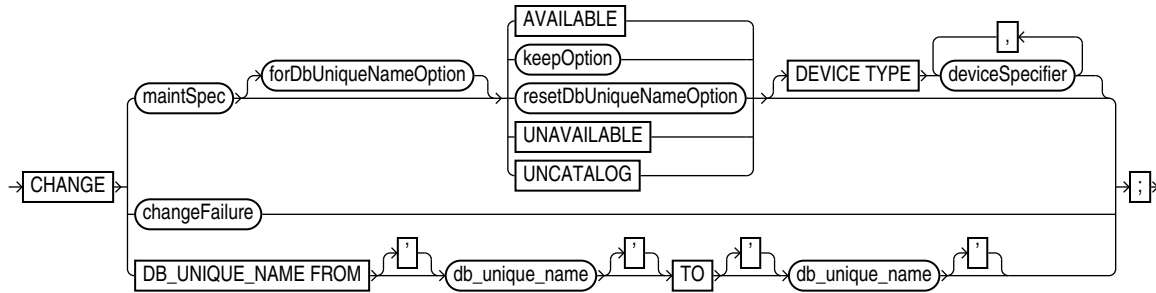 AVAILABLE
,
forDbUniqueNameOption
keepOption
DEVICE TYPE
deviceSpecifier
maintSpec
resetDbUniqueNameOption
UNAVAILABLE
UNCATALOG
CHANGE
;
changeFailure
' ' ' '
DB_UNIQUE_NAME FROM
db_unique_name
TO
db_unique_name